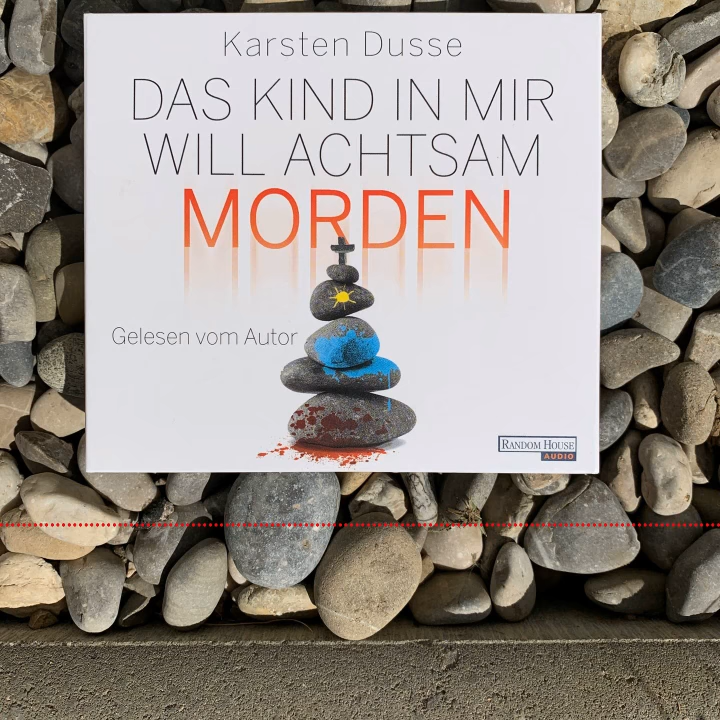 Karsten Dusse
DAS KIND IN MIR
WILL ACHTSAM
MORDEN
Gelesen vom Autor
RANDOM HOUSE
AUDIO